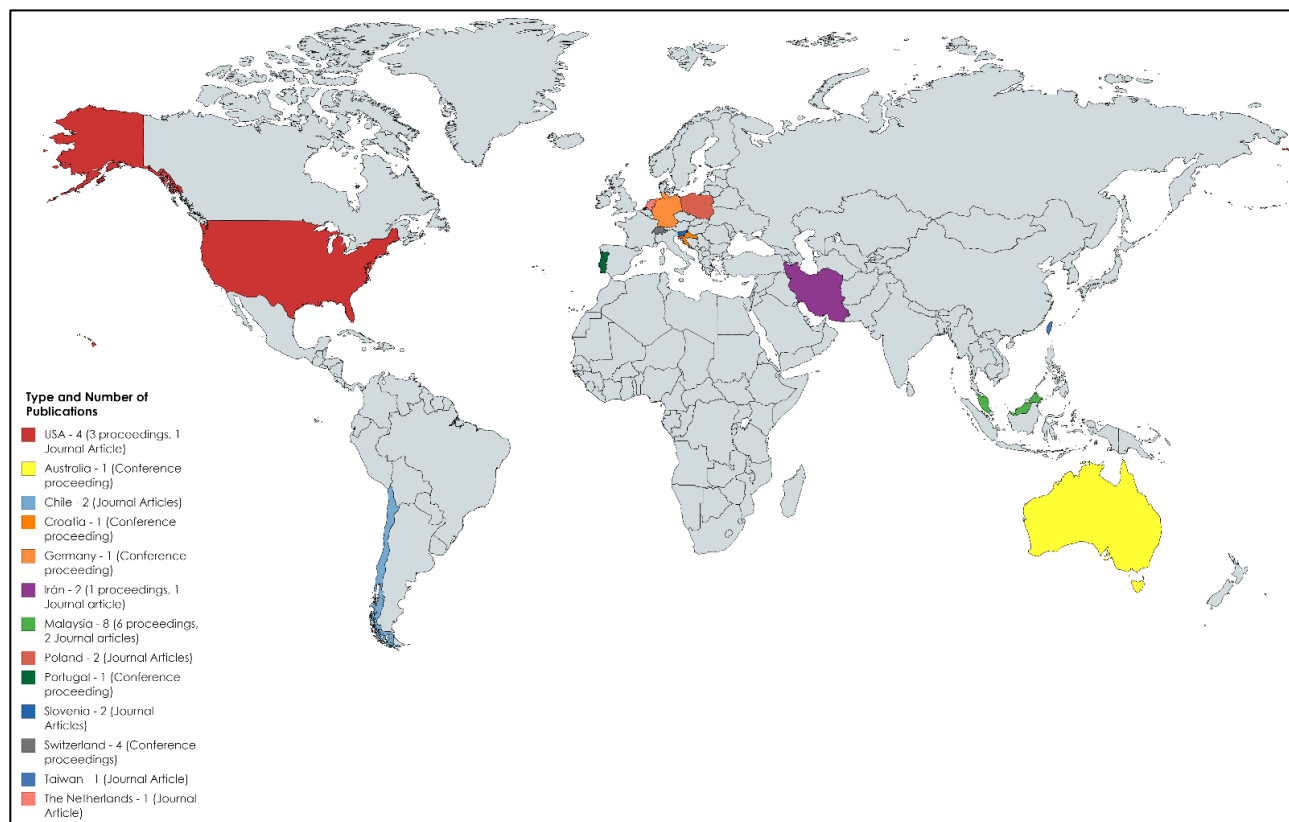 Type and Number of
Publications
USA - 4 (3 proceedings, 1
Journal Article)
Australia - 1 (Conference
proceeding)
Chile - 2 (Journal Articles)
Croatia - 1 (Conference
proceeding)
Germany - 1 (Conference
proceeding)
Irán - 2 (1 proceedings, 1
Journal article)
Malaysia - 8 (6 proceedings,
2 Journal articles)
Poland - 2 (Journal Articles)
Portugal - 1 (Conference
proceeding)
Slovenia - 2 (Journal
Articles)
Switzerland - 4 (Conference
proceedings)
Taiwan - 1 (Journal Article)
The Netherlands - 1 (Journal
Article)